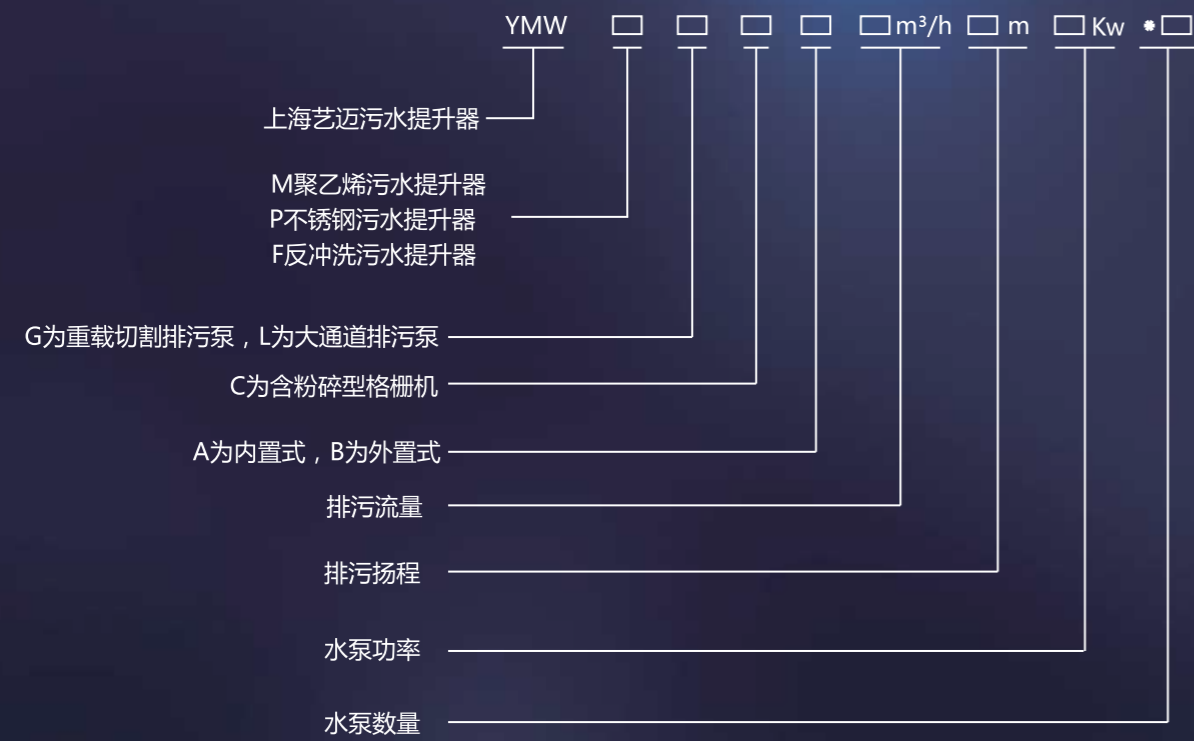 YMW □ □ □ □ □m³/h □ m □ Kw *□
上海艺迈污水提升器
M聚乙烯污水提升器
P不锈钢污水提升器
F反冲洗污水提升器
G为重载切割排污泵，L为大通道排污泵
C为含粉碎型格栅机
A为内置式，B为外置式
排污流量
排污扬程
水泵功率
水泵数量